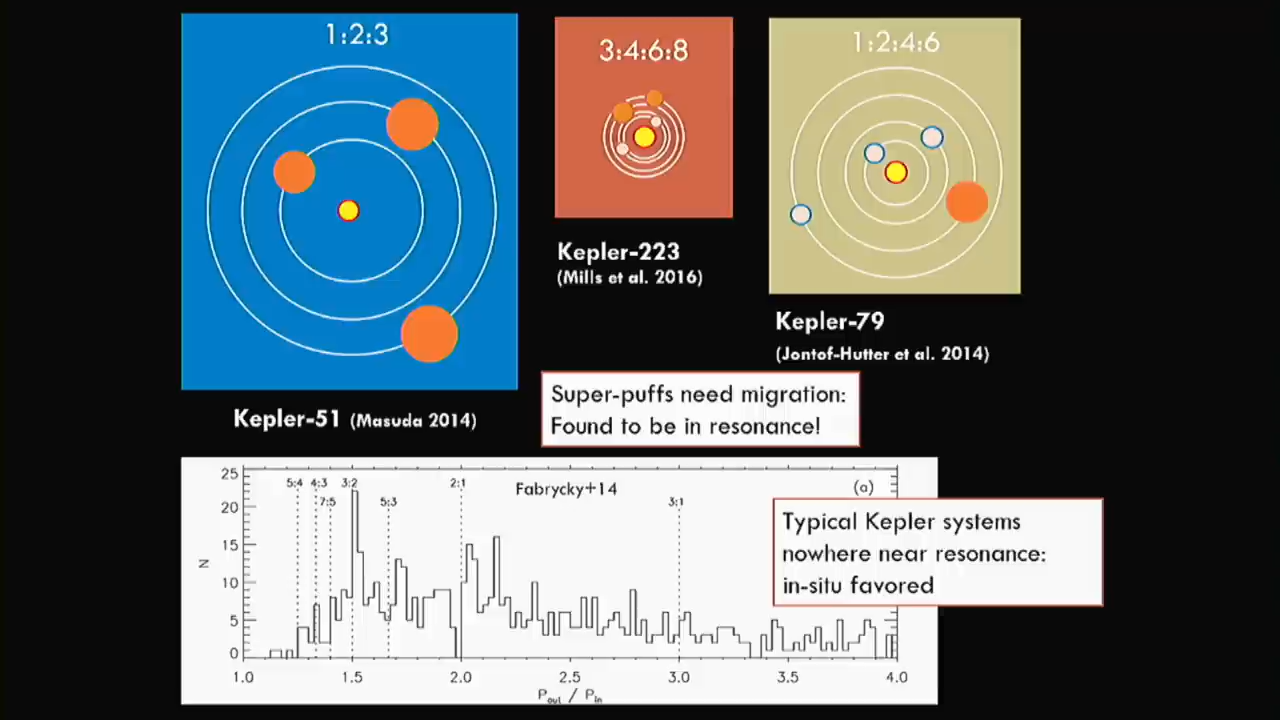 1:2:3
3:4:6:8
1:2:4:6
Kepler-223
(Mills et al. 2016)
Kepler-79
(Jontof-Hutter et al. 2014)
Kepler-51 (Masuda 2014)
Super-puffs need migration:
Found to be in resonance!
Typical Kepler systems
nowhere near resonance:
in-situ favored
Fabrycky+14
(a)
5:4 4:3 3:2 2:1
7:5 5:3 3:1
25
20
15
10
5
0
N
1.0 1.5 2.0 2.5 3.0 3.5 4.0
Pout / Pin